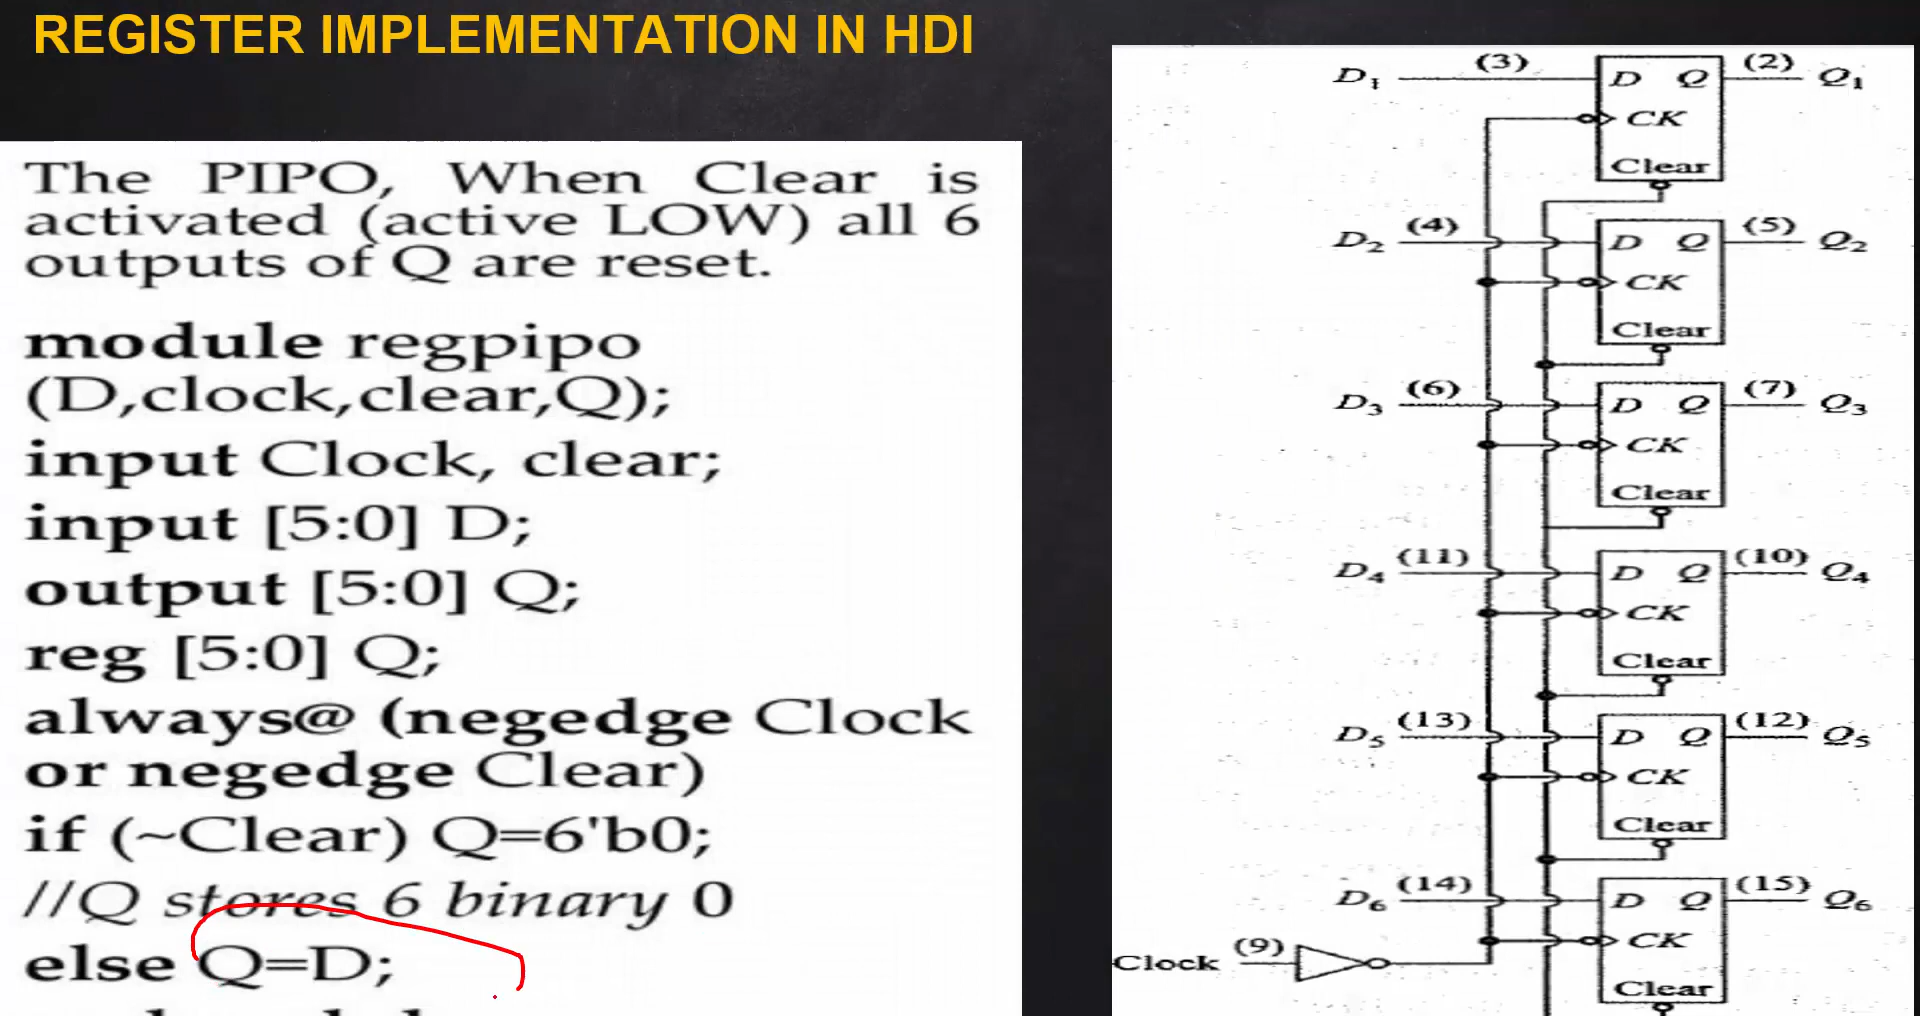 REGISTER IMPLEMENTATION IN HDI
The PIPO, When Clear is
activated (active LOW) all 6
outputs of Q are reset.
module regpipo
(D,clock,clear,Q);
input Clock, clear;
input [5:0] D;
output [5:0] Q;
reg [5:0] Q;
always@ (negedge Clock
or negedge Clear)
if (~Clear) Q=6'b0;
//Q stores 6 binary 0
else Q=D;
D1 (3) D Q (2) Q1
CK
Clear
D2 (4) D Q (5) Q2
CK
Clear
D3 (6) D Q (7) Q3
CK
Clear
D4 (11) D Q (10) Q4
CK
Clear
D5 (13) D Q (12) Q5
CK
Clear
D6 (14) D Q (15) Q6
CK
Clock (9)
Clear